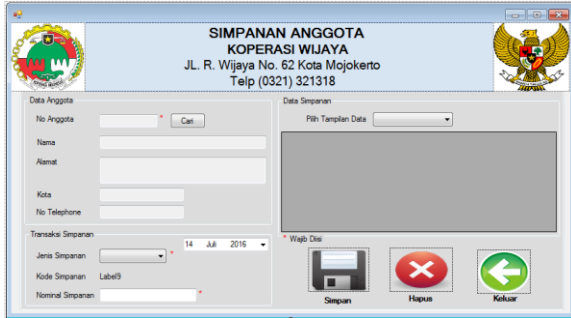 SIMPANAN ANGGOTA
KOPERASI WIJAYA
JL. R. Wijaya No. 62 Kota Mojokerto
Telp (0321) 321318
Data Anggota
No Anggota * Cari
Nama
Alamat
Kota
No Telephone
Data Simpanan
Pilih Tampilan Data
Transaksi Simpanan
14 Juli 2016
Jenis Simpanan *
Kode Simpanan Label9
Nominal Simpanan *
* Wajib Diisi
Simpan Hapus Keluar